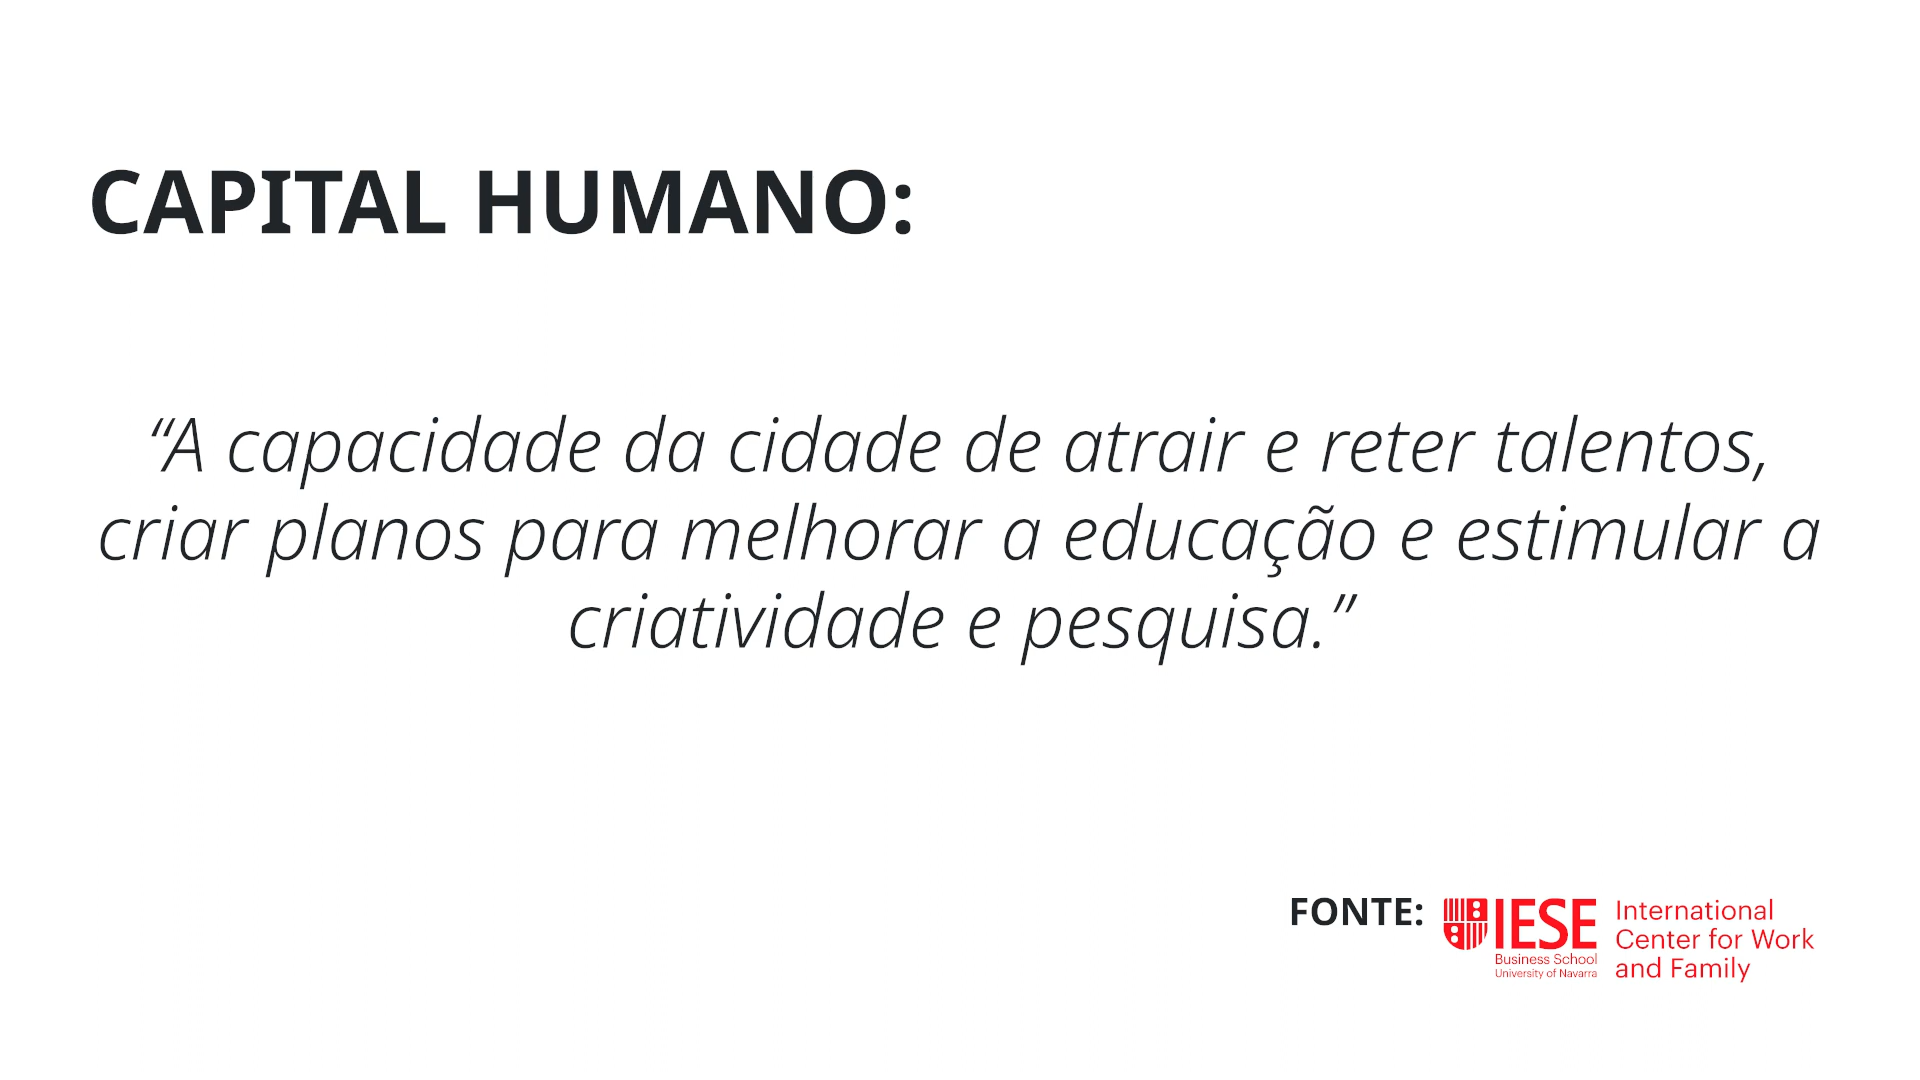 CAPITAL HUMANO:
“A capacidade da cidade de atrair e reter talentos,
criar planos para melhorar a educação e estimular a
criatividade e pesquisa.”
FONTE:
IESE
Business School
University of Navarra
International
Center for Work
and Family